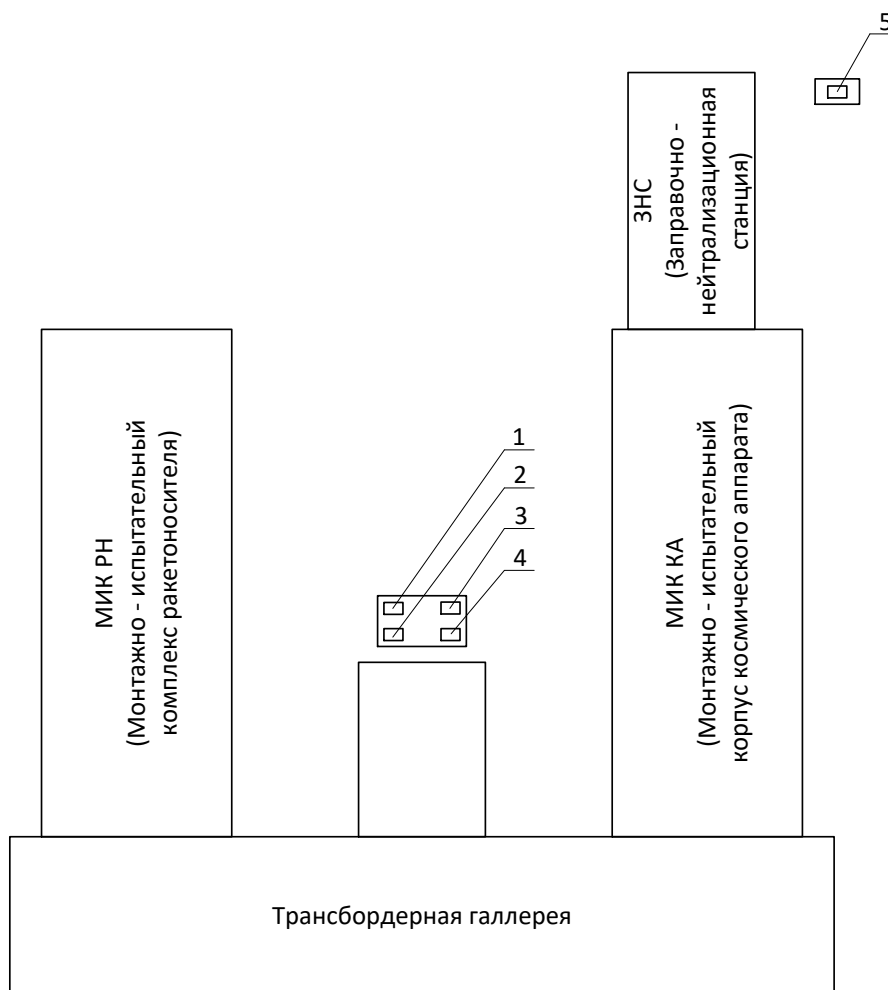 5
ЗНС
(Заправочно -
нейтрализационная
станция)
МИК РН
(Монтажно - испытательный
комплекс ракетоносителя)
1
2
3
4
МИК КА
(Монтажно - испытательный
корпус космического аппарата)
Трансбордерная галлерея